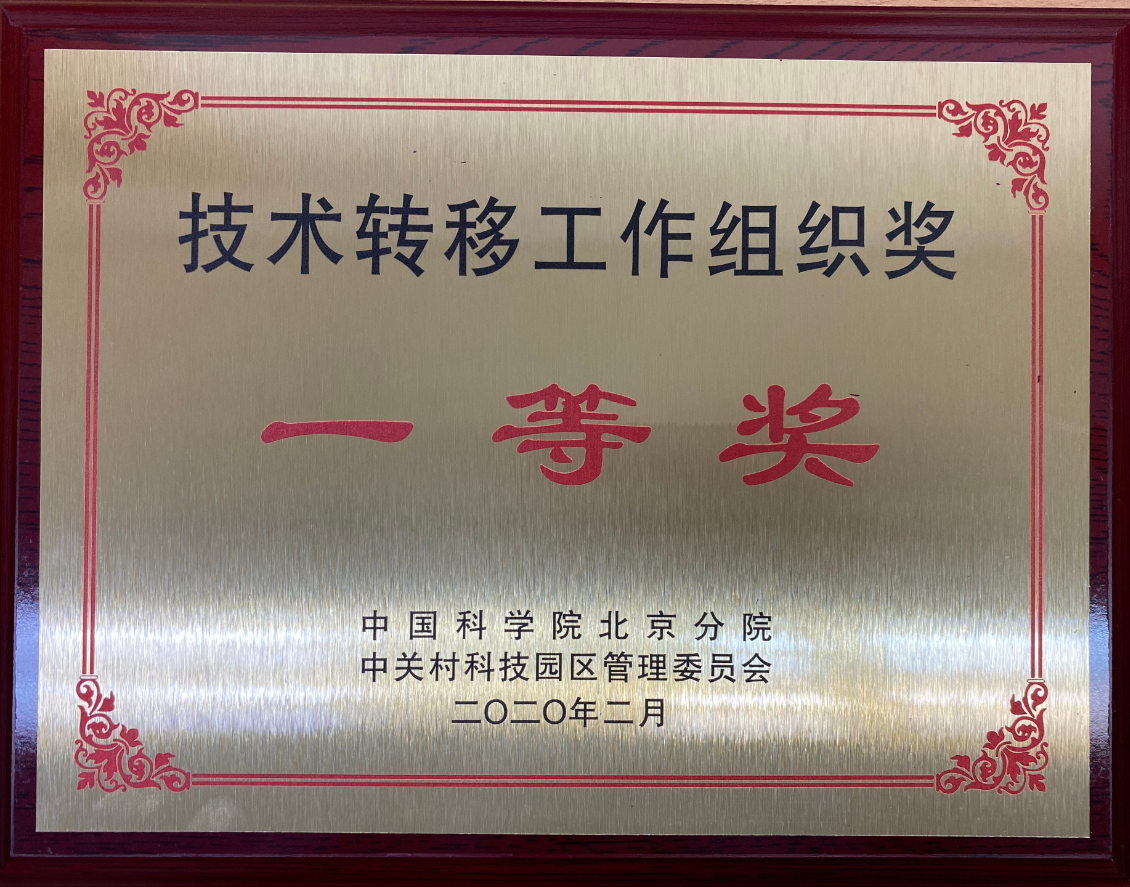 技术转移工作组织奖
一等奖
中国科学院北京分院
中关村科技园区管理委员会
二〇二〇年二月